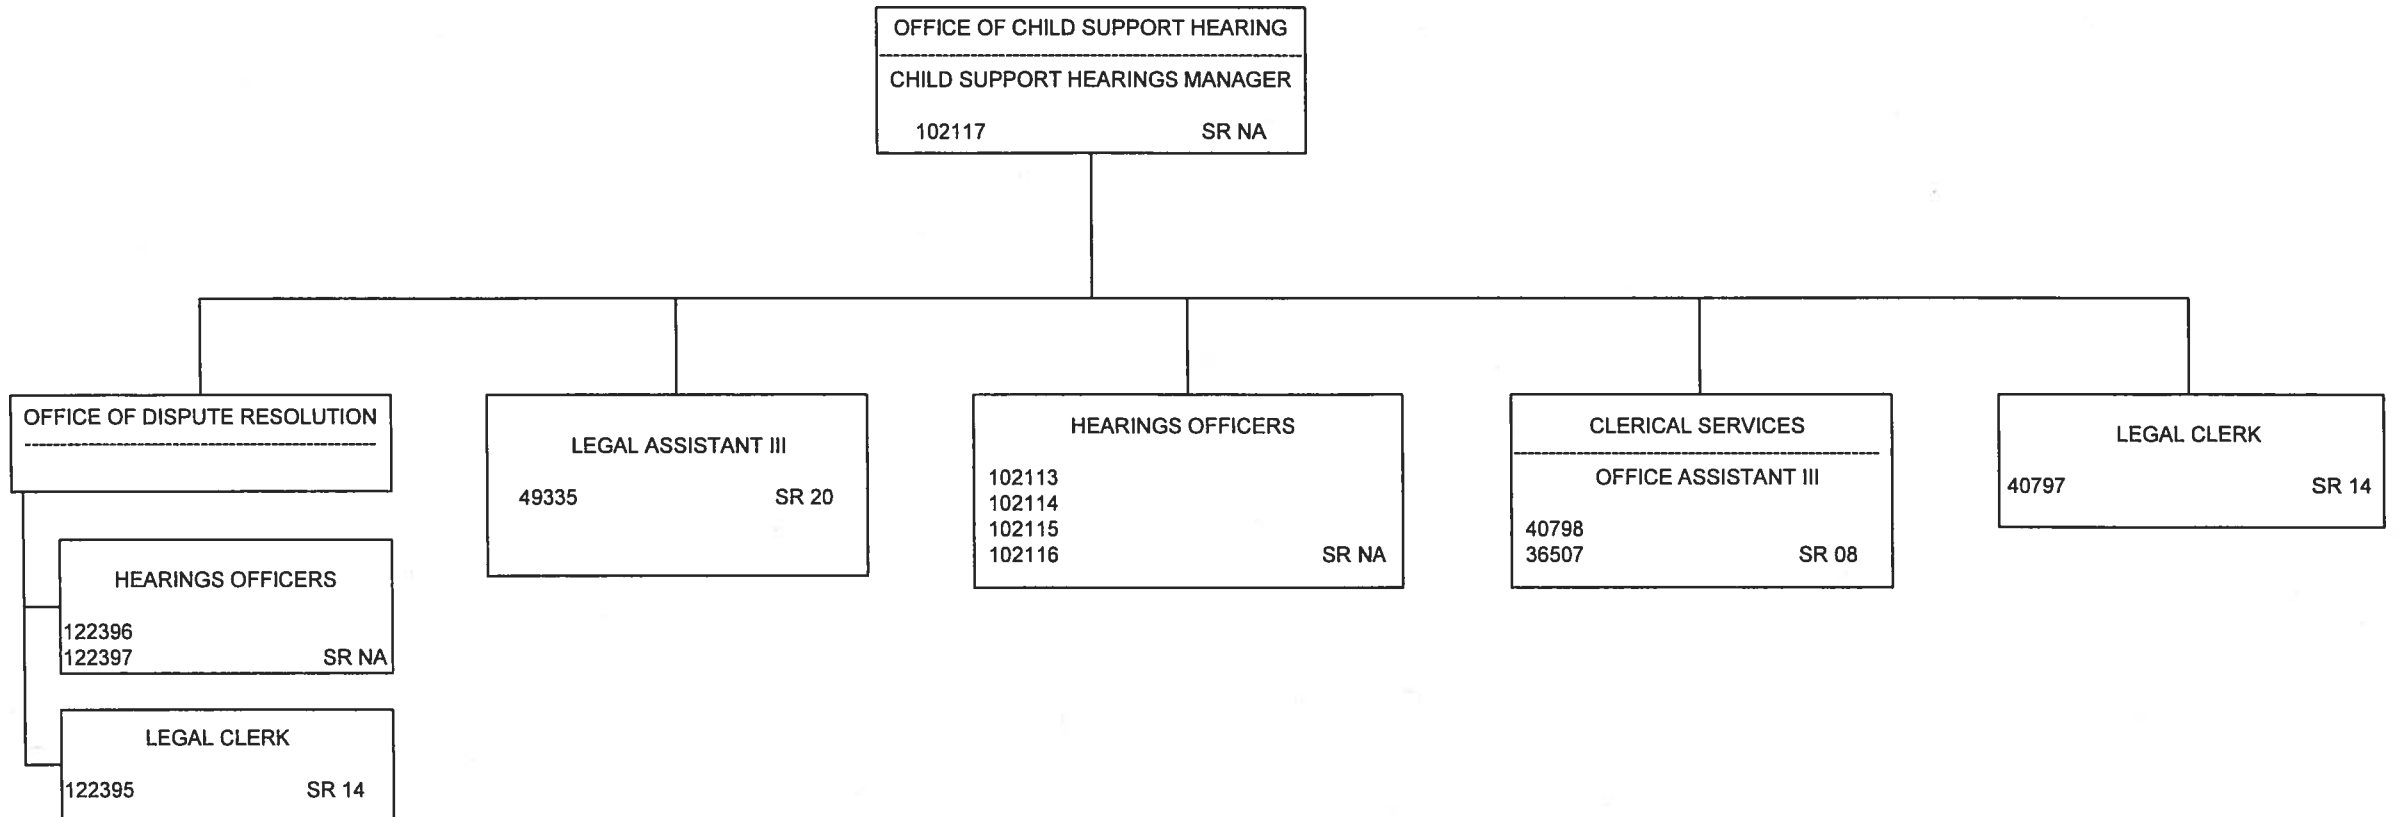 OFFICE OF CHILD SUPPORT HEARING
CHILD SUPPORT HEARINGS MANAGER
102117 SR NA
OFFICE OF DISPUTE RESOLUTION
HEARINGS OFFICERS
122396
122397 SR NA
LEGAL CLERK
122395 SR 14
LEGAL ASSISTANT III
49335 SR 20
HEARINGS OFFICERS
102113
102114
102115
102116 SR NA
CLERICAL SERVICES
OFFICE ASSISTANT III
40798
36507 SR 08
LEGAL CLERK
40797 SR 14